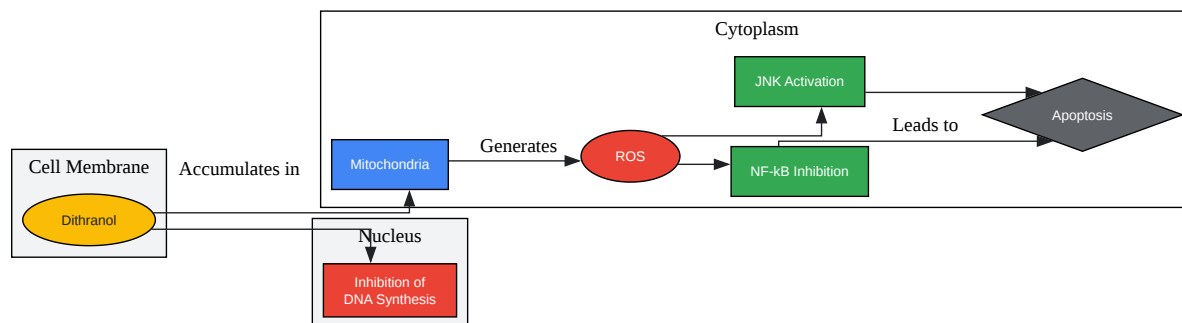 Cytoplasm
JNK Activation
Apoptosis
Leads to
Generates
ROS
Mitochondria
NF-kB Inhibition
Cell Membrane
Accumulates in
Dithranol
Nucleus
Inhibition of
DNA Synthesis